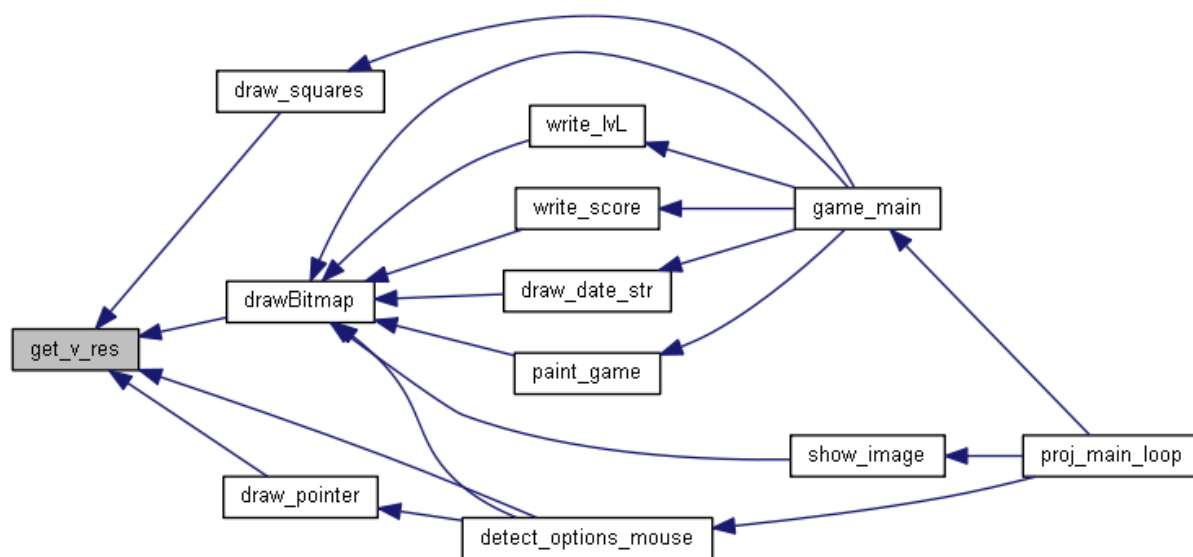 draw_squares
write_lvL
write_score
game_main
drawBitmap
draw_date_str
get_v_res
paint_game
show_image
proj_main_loop
draw_pointer
detect_options_mouse